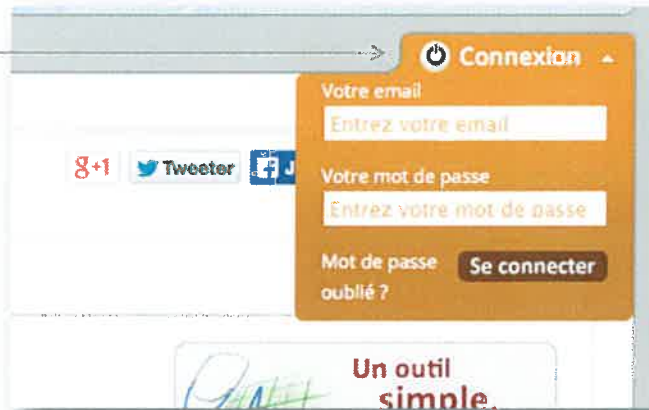 Connexion
Votre email
Entrez votre email
g+1 Tweeter
Votre mot de passe
Entrez votre mot de passe
Mot de passe
oublié ?
Se connecter
Un outil
simple.